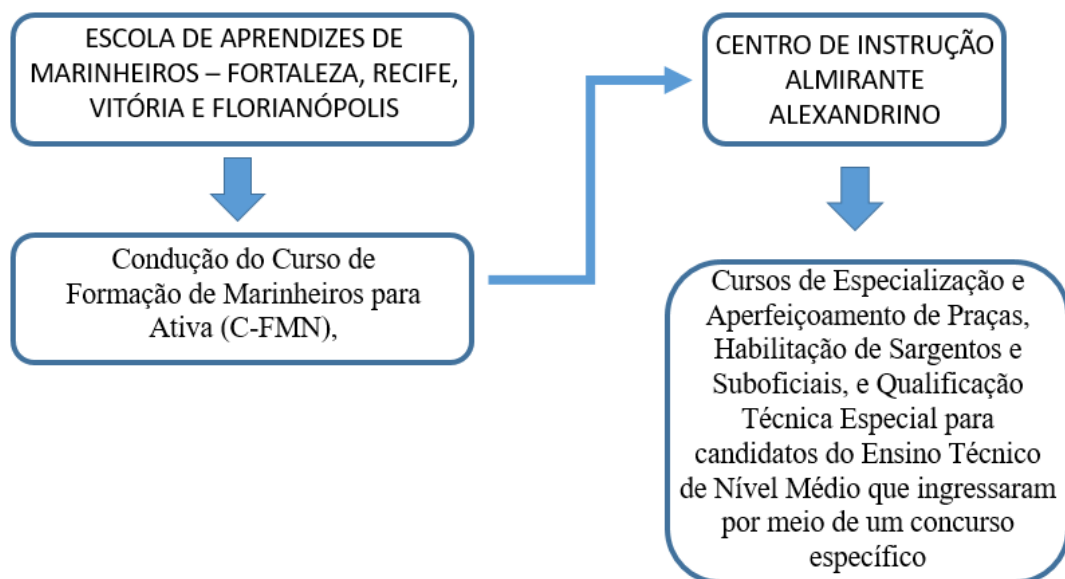 ESCOLA DE APRENDIZES DE
MARINHEIROS – FORTALEZA, RECIFE,
VITÓRIA E FLORIANÓPOLIS
Condução do Curso de
Formação de Marinheiros para
Ativa (C-FMN),
CENTRO DE INSTRUÇÃO
ALMIRANTE
ALEXANDRINO
Cursos de Especialização e
Aperfeiçoamento de Praças,
Habilitação de Sargentos e
Suboficiais, e Qualificação
Técnica Especial para
candidatos do Ensino Técnico
de Nível Médio que ingressaram
por meio de um concurso
específico